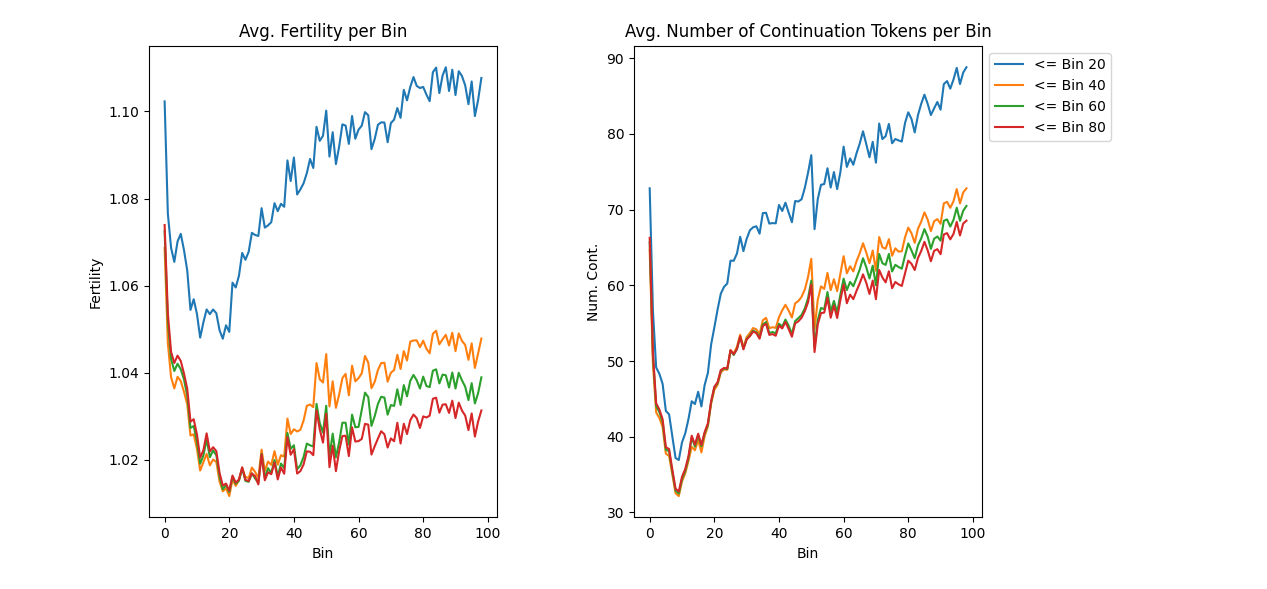 Avg. Fertility per Bin
Fertility
1.10
1.08
1.06
1.04
1.02
0 20 40 60 80 100
Bin
Avg. Number of Continuation Tokens per Bin
Num. Cont.
90
80
70
60
50
40
30
0 20 40 60 80 100
Bin
<= Bin 20
<= Bin 40
<= Bin 60
<= Bin 80